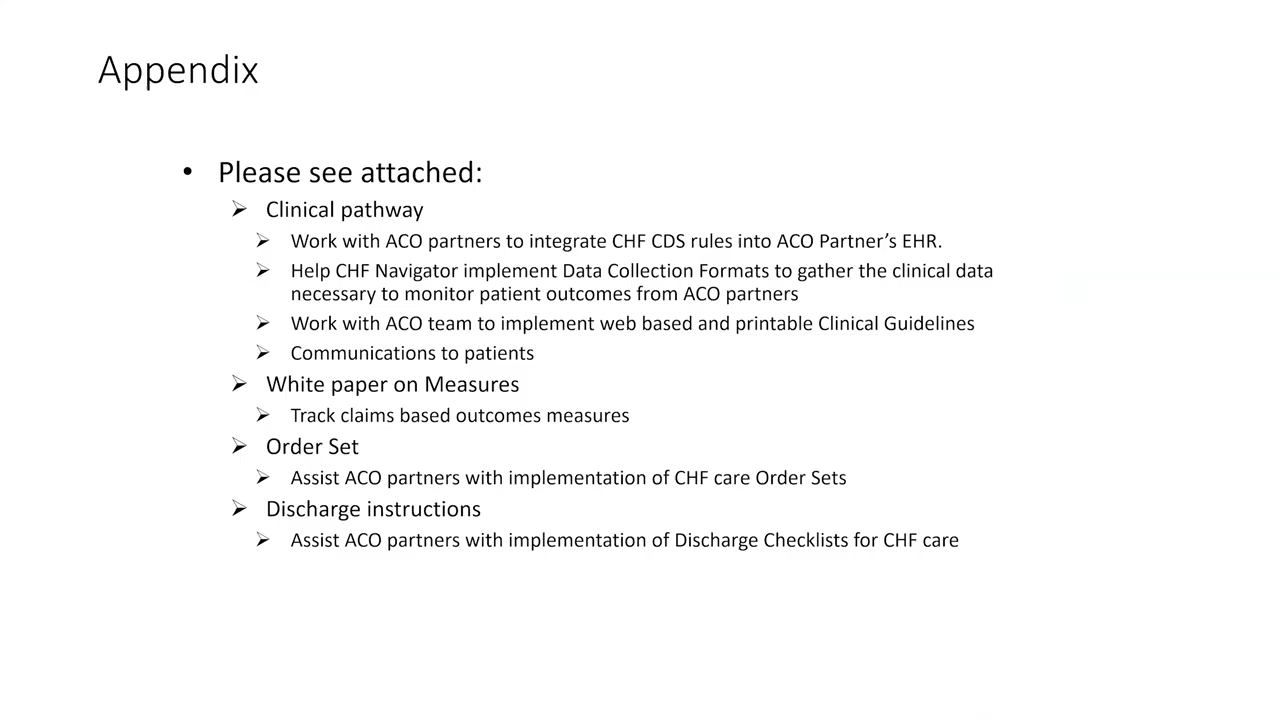 Appendix
• Please see attached:
➢ Clinical pathway
➢ Work with ACO partners to integrate CHF CDS rules into ACO Partner’s EHR.
➢ Help CHF Navigator implement Data Collection Formats to gather the clinical data
necessary to monitor patient outcomes from ACO partners
➢ Work with ACO team to implement web based and printable Clinical Guidelines
➢ Communications to patients
➢ White paper on Measures
➢ Track claims based outcomes measures
➢ Order Set
➢ Assist ACO partners with implementation of CHF care Order Sets
➢ Discharge instructions
➢ Assist ACO partners with implementation of Discharge Checklists for CHF care